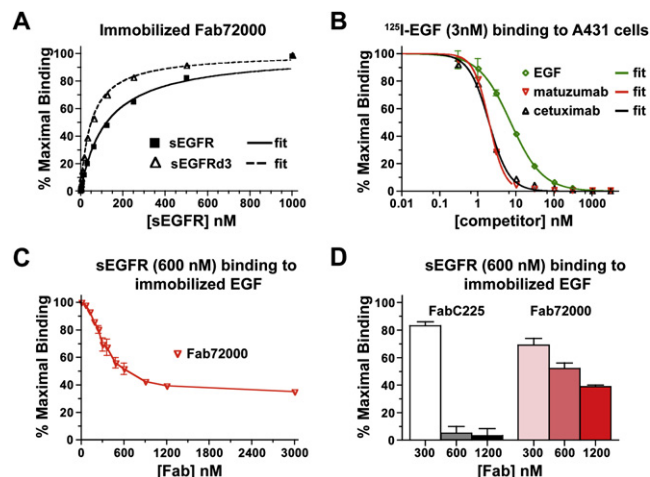 A
Immobilized Fab72000
% Maximal Binding
100
80
60
40
20
0
sEGFR
fit
sEGFRd3
fit
0 200 400 600 800 1000
[sEGFR] nM
B
¹²⁵I-EGF (3nM) binding to A431 cells
% Maximal Binding
100
80
60
40
20
0
EGF
fit
matuzumab
fit
cetuximab
fit
0.01 0.1 1 10 100 1000
[competitor] nM
C
sEGFR (600 nM) binding to
immobilized EGF
% Maximal Binding
100
80
60
40
20
0
Fab72000
0 600 1200 1800 2400 3000
[Fab] nM
D
sEGFR (600 nM) binding to
immobilized EGF
% Maximal Binding
100
80
60
40
20
0
FabC225 Fab72000
300 600 1200 300 600 1200
[Fab] nM